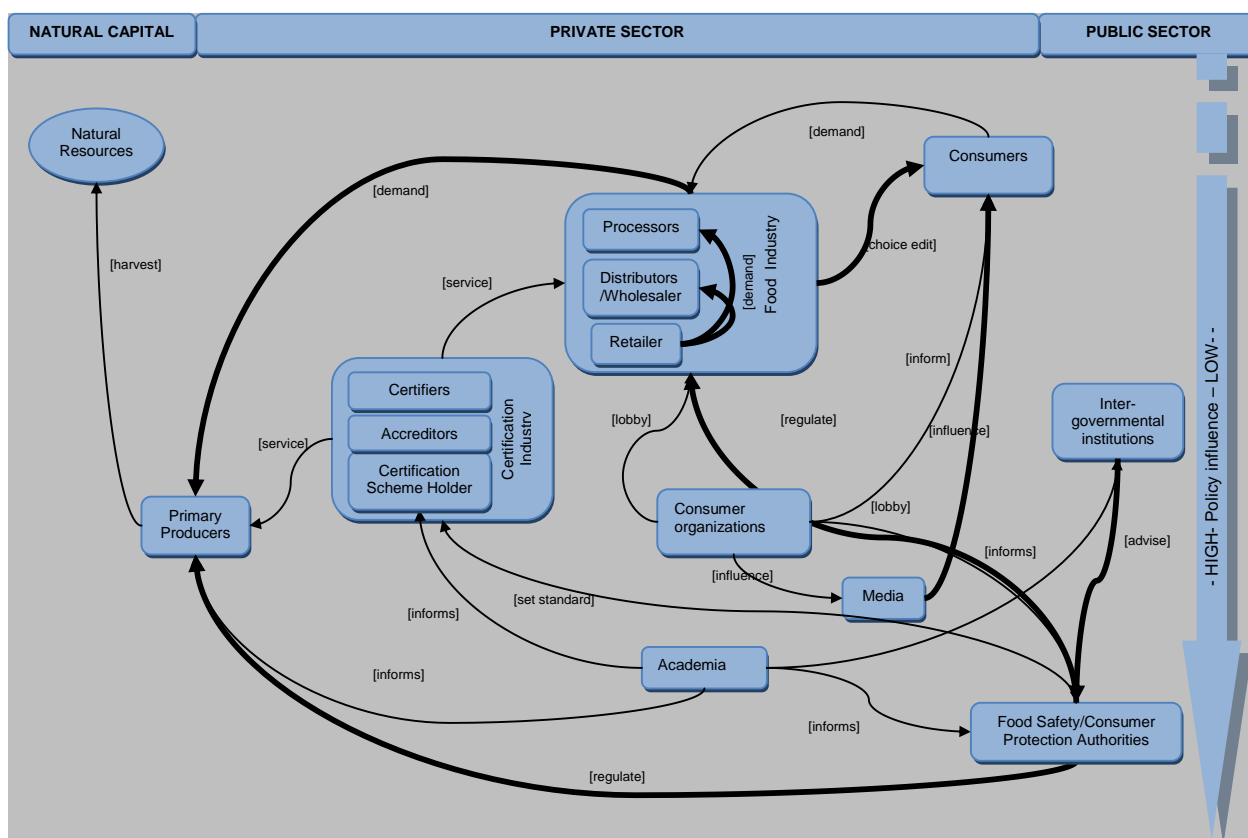 NATURAL CAPITAL
PRIVATE SECTOR
PUBLIC SECTOR
Natural
Resources
[demand]
Consumers
[demand]
Processors
[harvest]
[choice edit]
[service]
Distributors
/Wholesaler
[demand]
Food Industry
Retailer
[inform]
Certifiers
[lobby]
[regulate]
Inter-
governmental
institutions
[service]
Accreditors
[influence]
Certification
Industry
Certification
Scheme Holder
Primary
Producers
Consumer
organizations
[lobby]
[informs]
[advise]
[influence]
Media
[set standard]
[informs]
Academia
[informs]
[informs]
Food Safety/Consumer
Protection Authorities
[regulate]
- HIGH- Policy influence – LOW- -